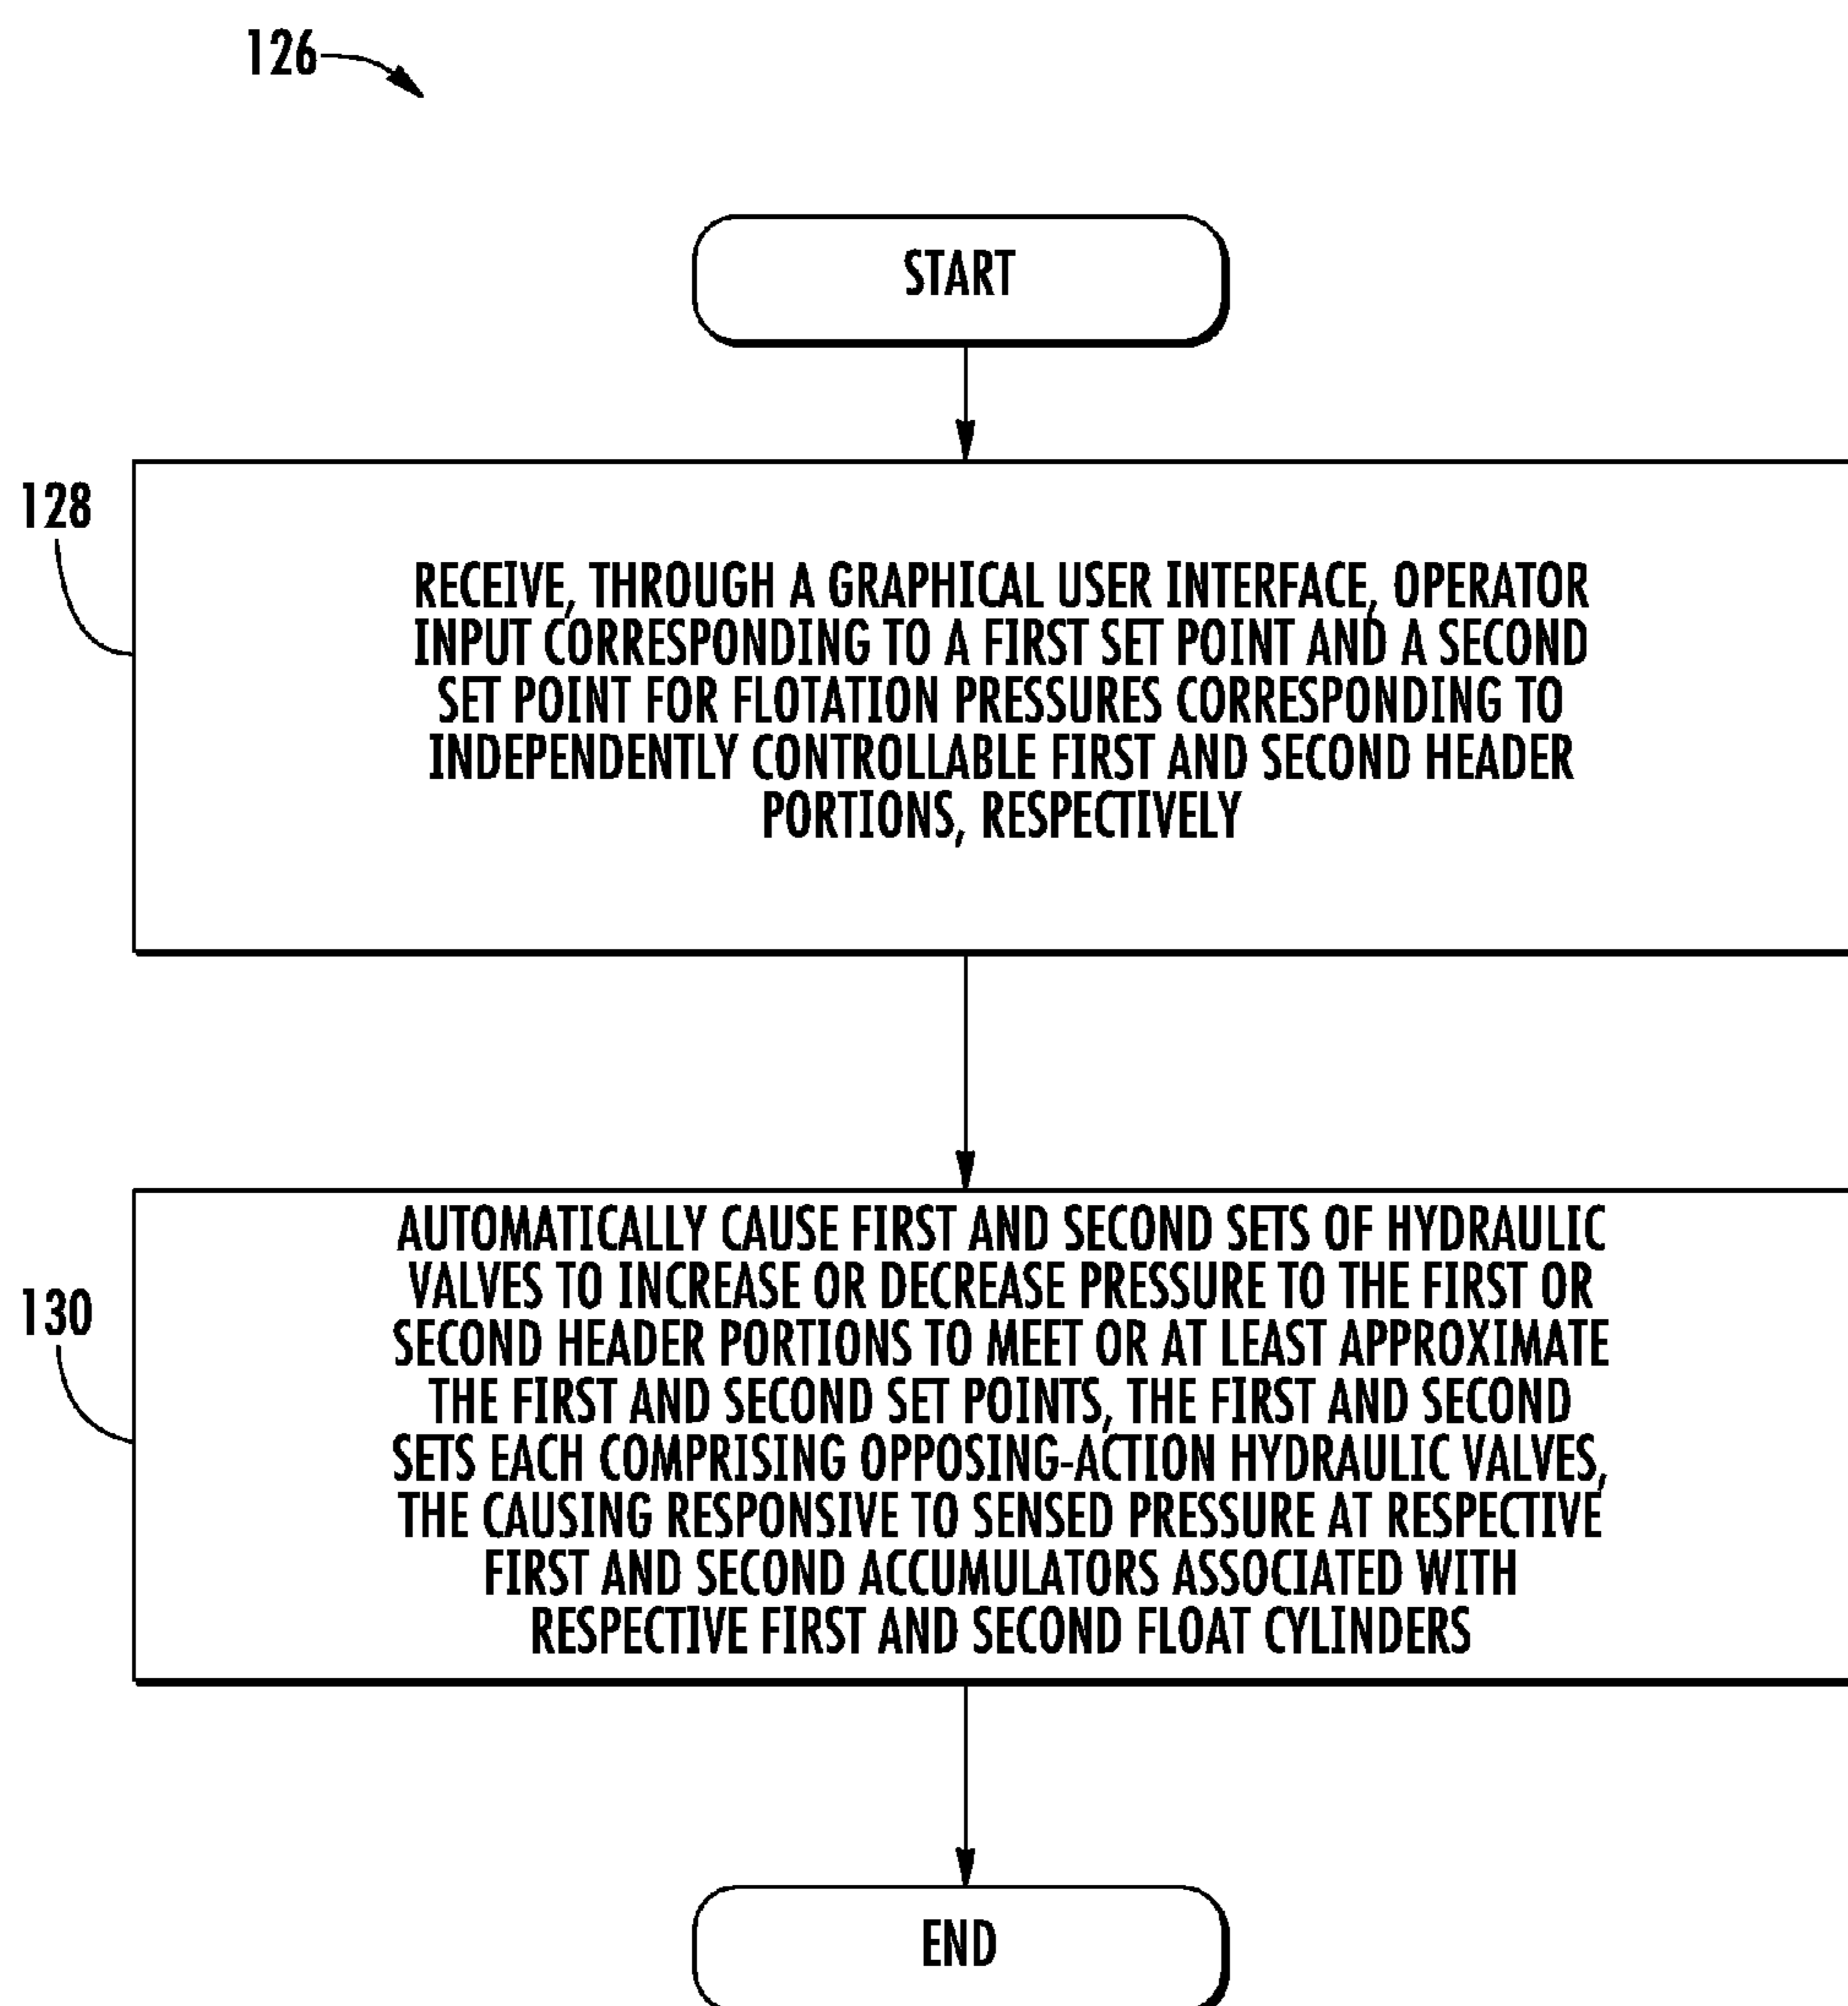 126
START
128
RECEIVE, THROUGH A GRAPHICAL USER INTERFACE, OPERATOR
INPUT CORRESPONDING TO A FIRST SET POINT AND A SECOND
SET POINT FOR FLOTATION PRESSURES CORRESPONDING TO
INDEPENDENTLY CONTROLLABLE FIRST AND SECOND HEADER
PORTIONS, RESPECTIVELY
130
AUTOMATICALLY CAUSE FIRST AND SECOND SETS OF HYDRAULIC
VALVES TO INCREASE OR DECREASE PRESSURE TO THE FIRST OR
SECOND HEADER PORTIONS TO MEET OR AT LEAST APPROXIMATE
THE FIRST AND SECOND SET POINTS, THE FIRST AND SECOND
SETS EACH COMPRISING OPPOSING-ACTION HYDRAULIC VALVES,
THE CAUSING RESPONSIVE TO SENSED PRESSURE AT RESPECTIVE
FIRST AND SECOND ACCUMULATORS ASSOCIATED WITH
RESPECTIVE FIRST AND SECOND FLOAT CYLINDERS
END